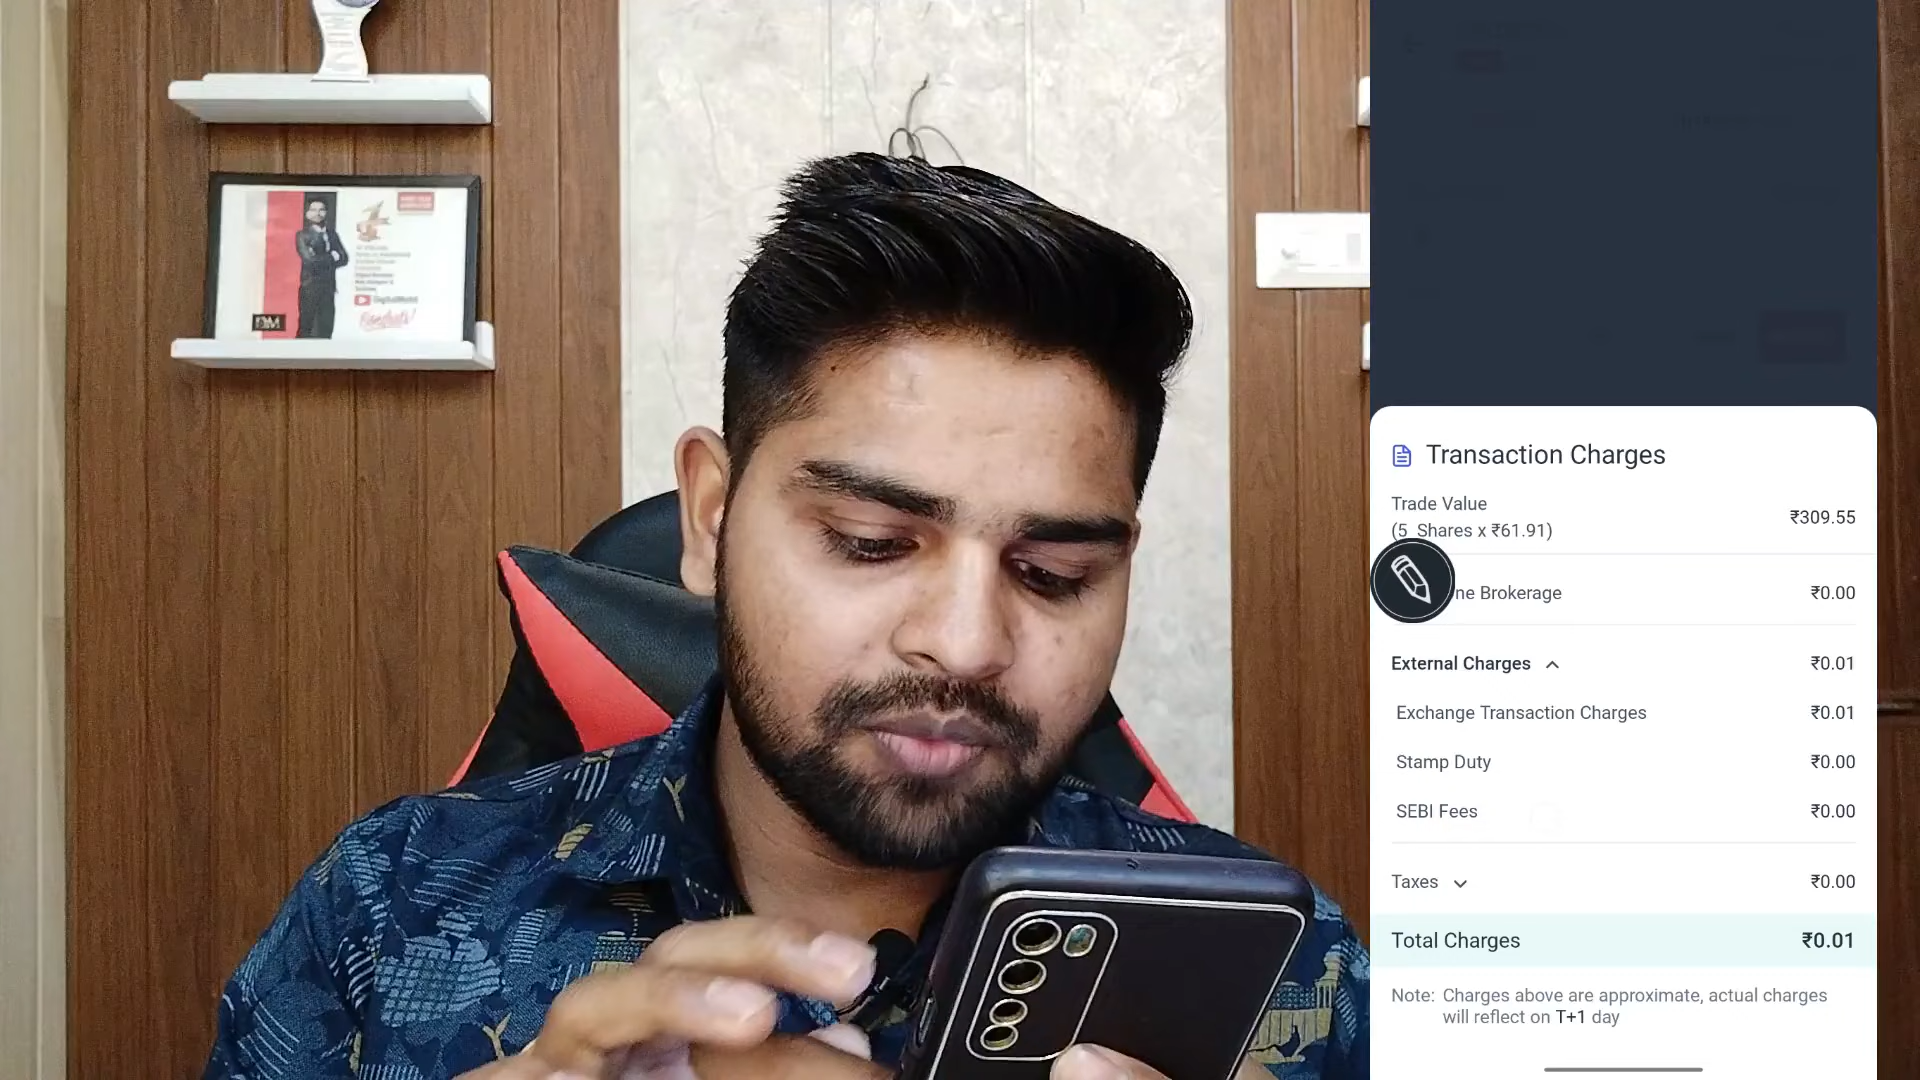 Transaction Charges
Trade Value
(5 Shares x ₹61.91)
₹309.55
ne Brokerage
₹0.00
External Charges
₹0.01
Exchange Transaction Charges
₹0.01
Stamp Duty
₹0.00
SEBI Fees
₹0.00
Taxes
₹0.00
Total Charges
₹0.01
Note: Charges above are approximate, actual charges
will reflect on T+1 day